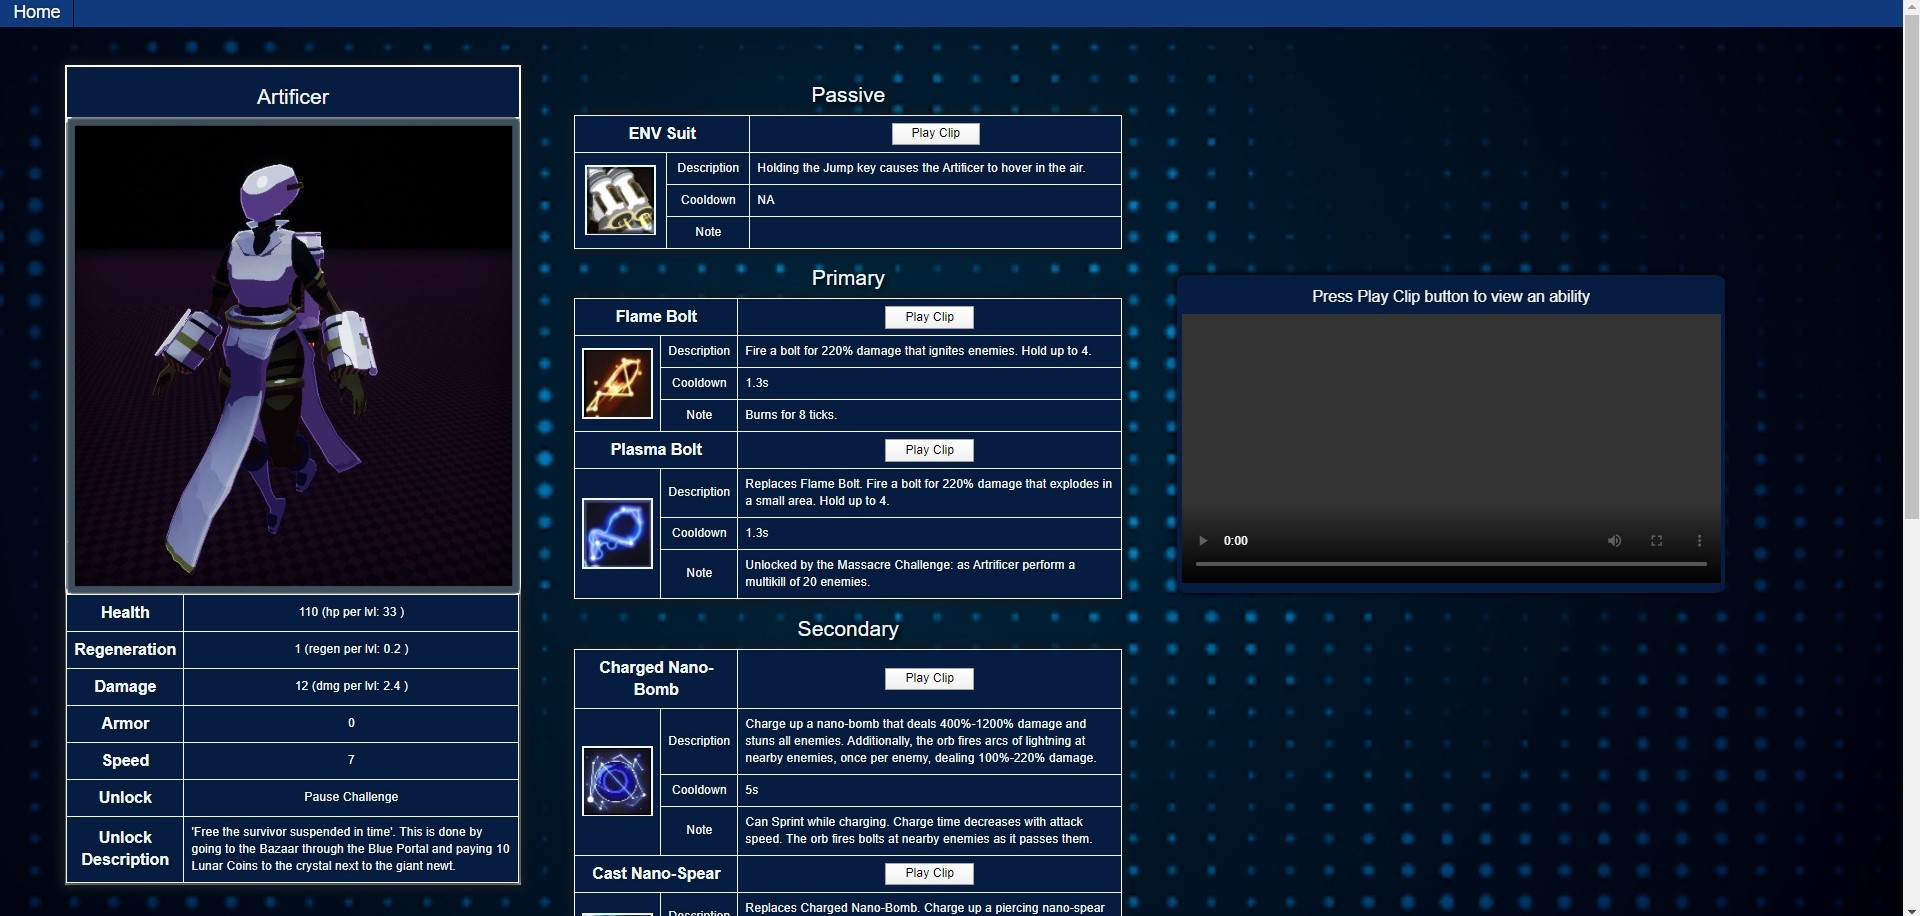 Home
Artificer
Health
110 (hp per lvl: 33 )
Regeneration
1 (regen per lvl: 0.2 )
Damage
12 (dmg per lvl: 2.4 )
Armor
0
Speed
7
Unlock
Pause Challenge
Unlock
Description
'Free the survivor suspended in time'. This is done by
going to the Bazaar through the Blue Portal and paying 10
Lunar Coins to the crystal next to the giant newt.
Passive
ENV Suit
Play Clip
Description
Holding the Jump key causes the Artificer to hover in the air.
Cooldown
NA
Note
Primary
Flame Bolt
Play Clip
Description
Fire a bolt for 220% damage that ignites enemies. Hold up to 4.
Cooldown
1.3s
Note
Burns for 8 ticks.
Plasma Bolt
Play Clip
Description
Replaces Flame Bolt. Fire a bolt for 220% damage that explodes in
a small area. Hold up to 4.
Cooldown
1.3s
Note
Unlocked by the Massacre Challenge: as Artrificer perform a
multikill of 20 enemies.
Secondary
Charged Nano-
Bomb
Play Clip
Description
Charge up a nano-bomb that deals 400%-1200% damage and
stuns all enemies. Additionally, the orb fires arcs of lightning at
nearby enemies, once per enemy, dealing 100%-220% damage.
Cooldown
5s
Note
Can Sprint while charging. Charge time decreases with attack
speed. The orb fires bolts at nearby enemies as it passes them.
Cast Nano-Spear
Play Clip
Description
Replaces Charged Nano-Bomb. Charge up a piercing nano-spear
Press Play Clip button to view an ability
0:00